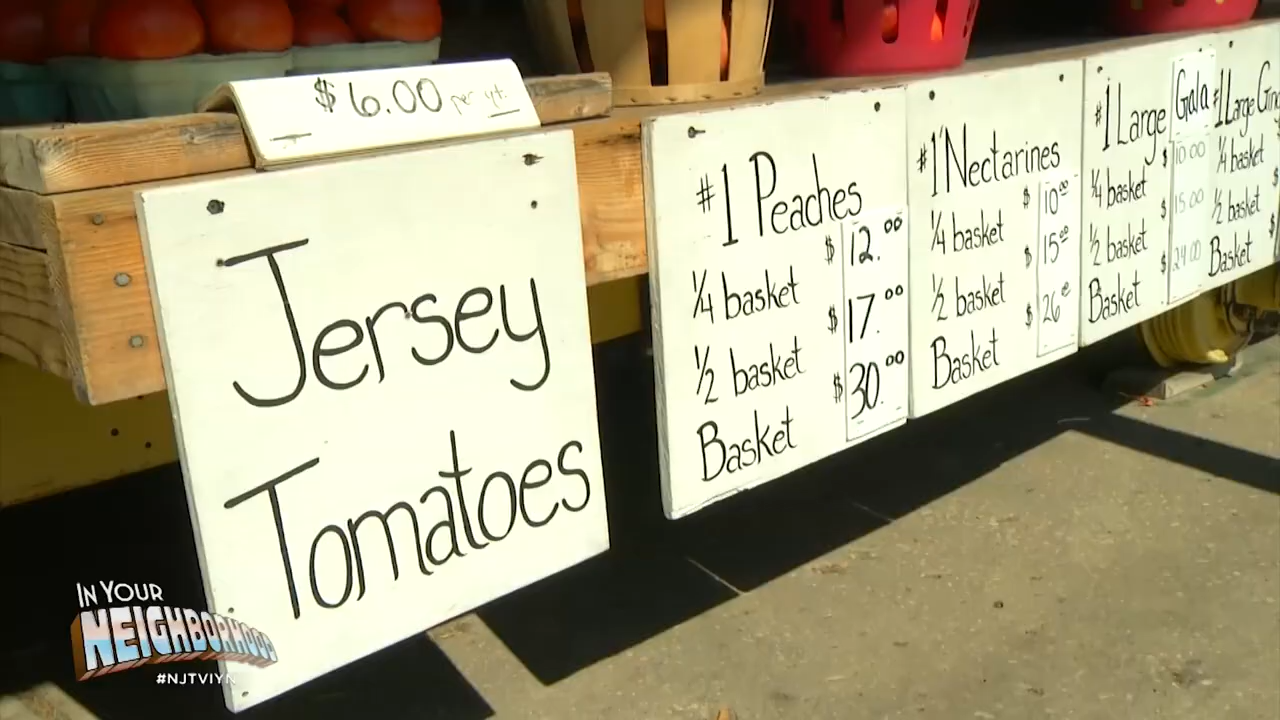 $6.00 per qt.
Jersey
Tomatoes
#1 Peaches
1/4 basket $12.00
1/2 basket $17.00
Basket $30.00
#1 Nectarines
1/4 basket $10.00
1/2 basket $15.00
Basket $26.00
#1 Large Gala
1/4 basket $10.00
1/2 basket $15.00
Basket $24.00
#1 Large
1/4 basket $
1/2 basket $
Basket $
IN YOUR
NEIGHBORHOOD
#NJTVIYN